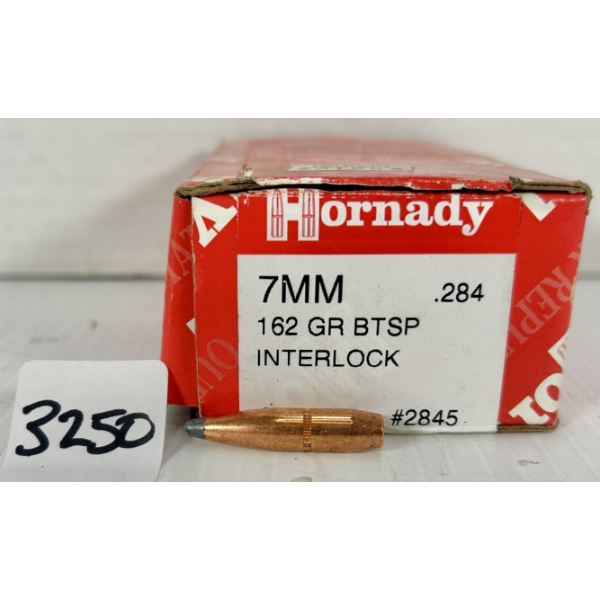 Hornady
7MM .284
162 GR BTSP
INTERLOCK
#2845
3250